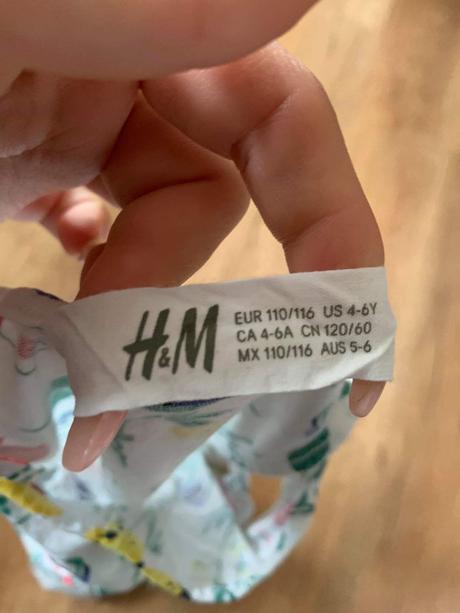 H&M
EUR 110/116 US 4-6Y
CA 4-6A CN 120/60
MX 110/116 AUS 5-6